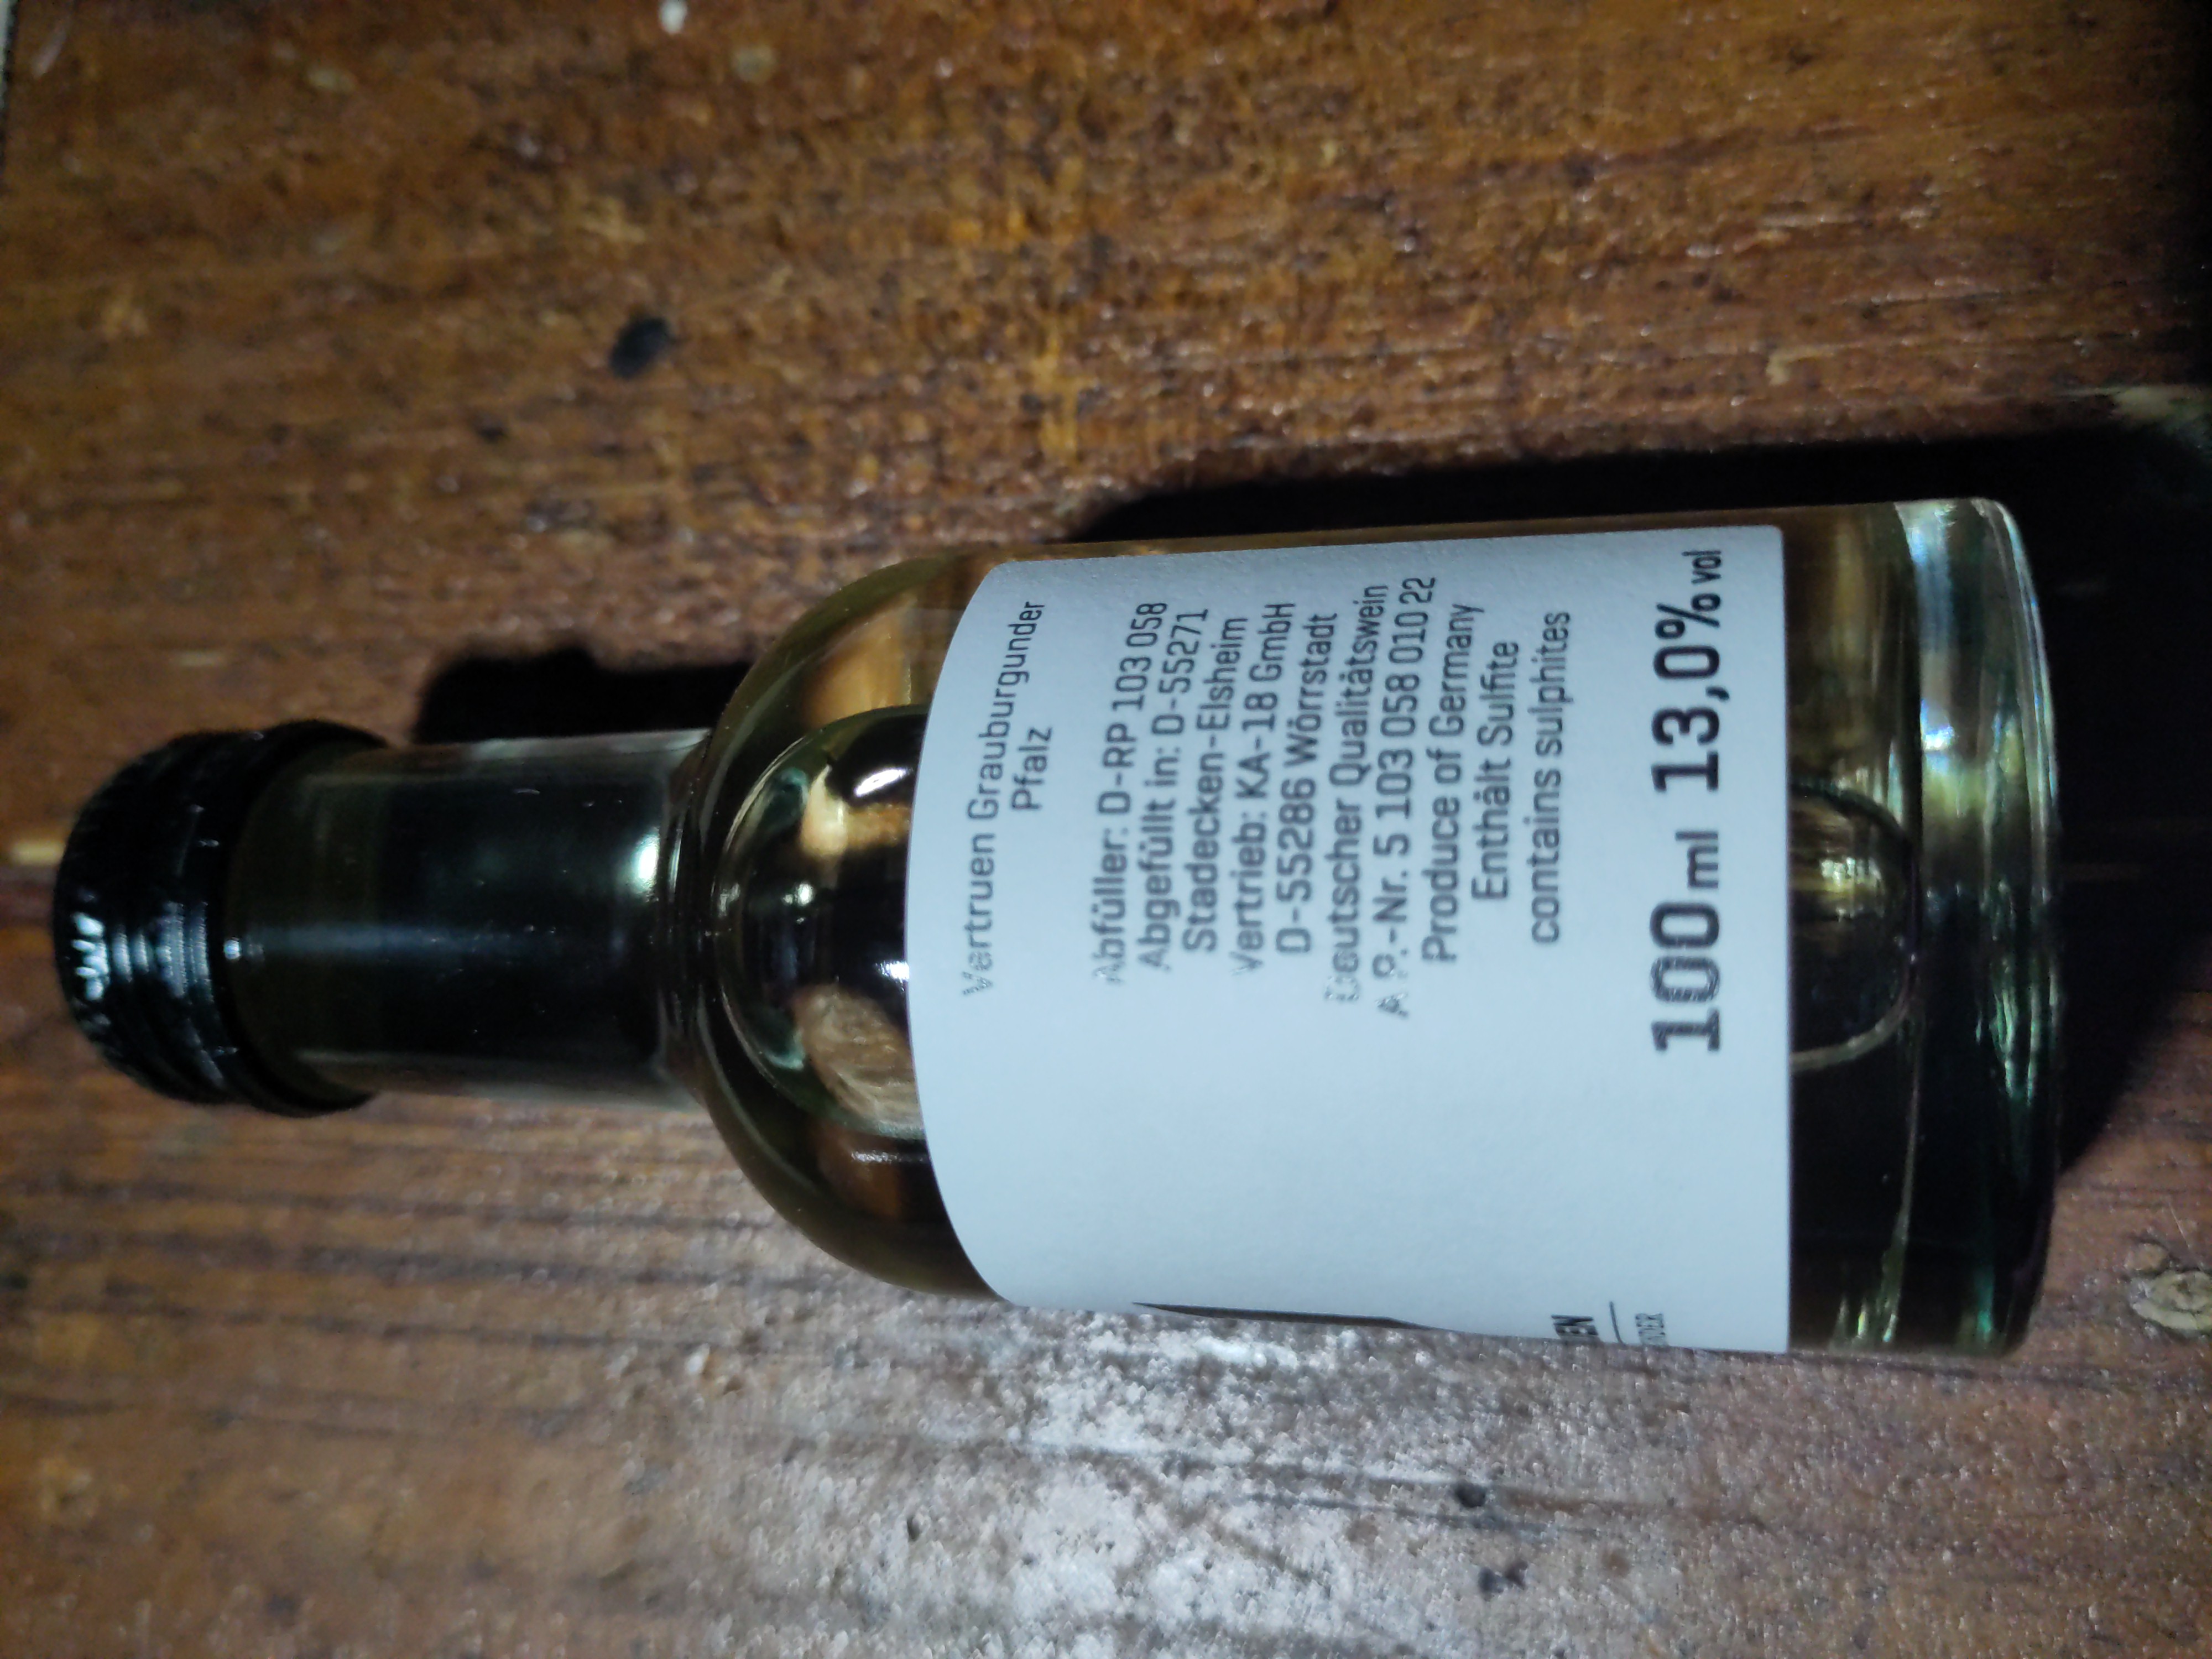 Vertruen Grauburgunder
Pfalz
Abfüller: D-RP 103 058
Abgefüllt in: D-55271
Stadecken-Elsheim
Vertrieb: KA-18 GmbH
D-55286 Wörrstadt
Deutscher Qualitätswein
A.P.-Nr. 5 103 058 010 22
Produce of Germany
Enthält Sulfite
contains sulphites
100 ml 13,0% vol